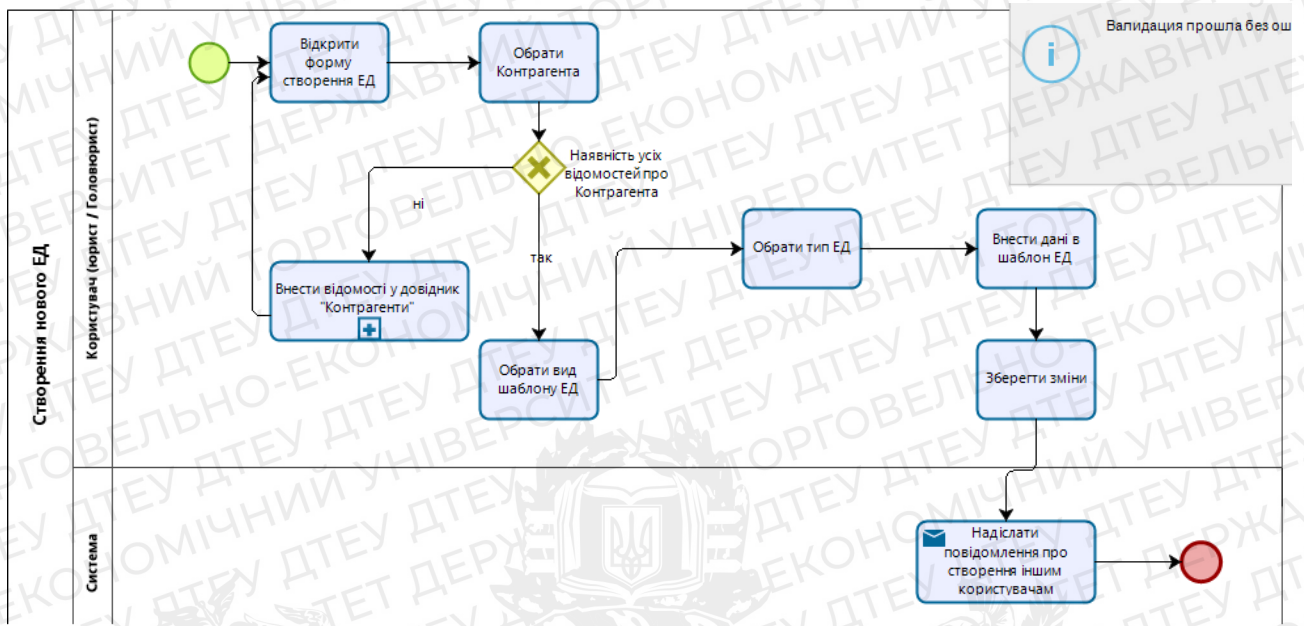 Створення нового ЕД
Користувач (юрист / Головюрист)
Відкрити
форму
створення ЕД
Обрати
Контрагента
Валидация прошла без ош
Наявність усіх
відомостей про
Контрагента
ні
так
Внести відомості у довідник
"Контрагенти"
Обрати вид
шаблону ЕД
Обрати тип ЕД
Внести дані в
шаблон ЕД
Зберегти зміни
Система
Надіслати
повідомлення про
створення іншим
користувачам